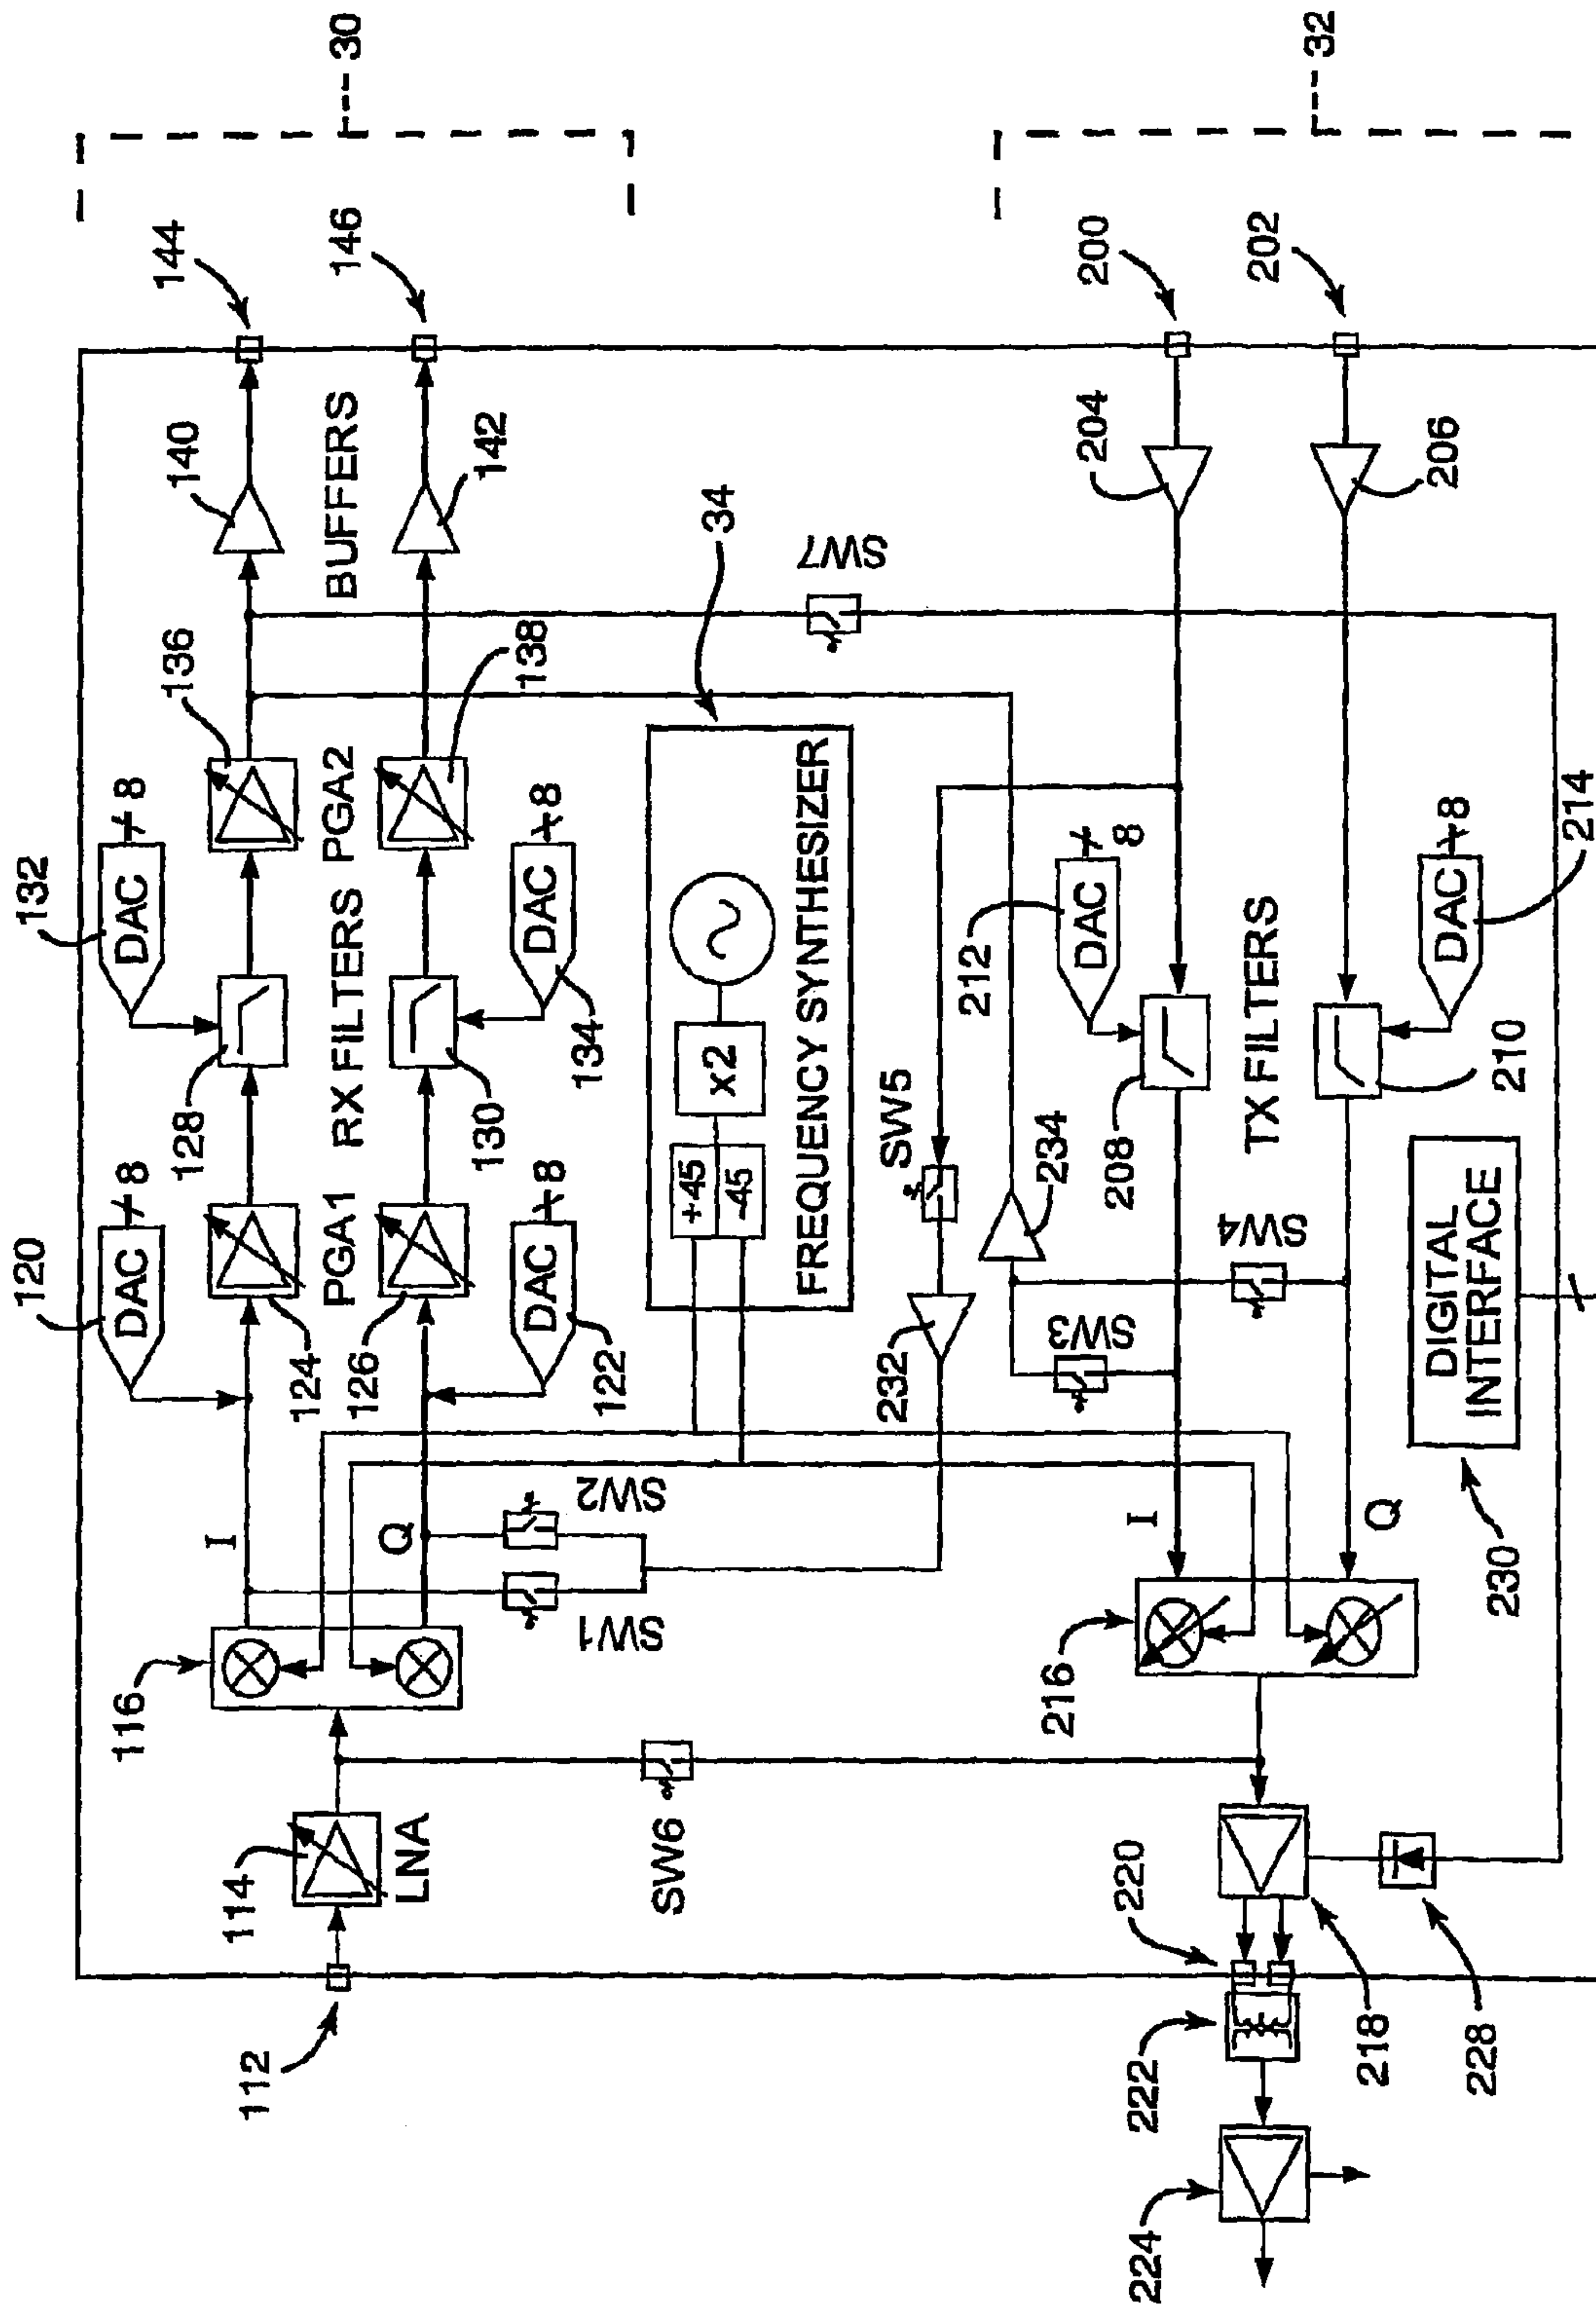 132
120
DAC
8
DAC
8
136
140
144
30
116
I
124
128
114
112
LNA
PGA1
RX FILTERS
PGA2
BUFFERS
Q
126
130
138
142
146
DAC
8
DAC
8
122
134
SW1
SW2
34
+45
-45
x2
FREQUENCY SYNTHESIZER
SW6
SW7
232
SW5
234
212
DAC
8
SW3
SW4
204
200
32
216
I
208
TX FILTERS
220
222
224
Q
210
DAC
8
214
206
202
218
228
230
DIGITAL
INTERFACE